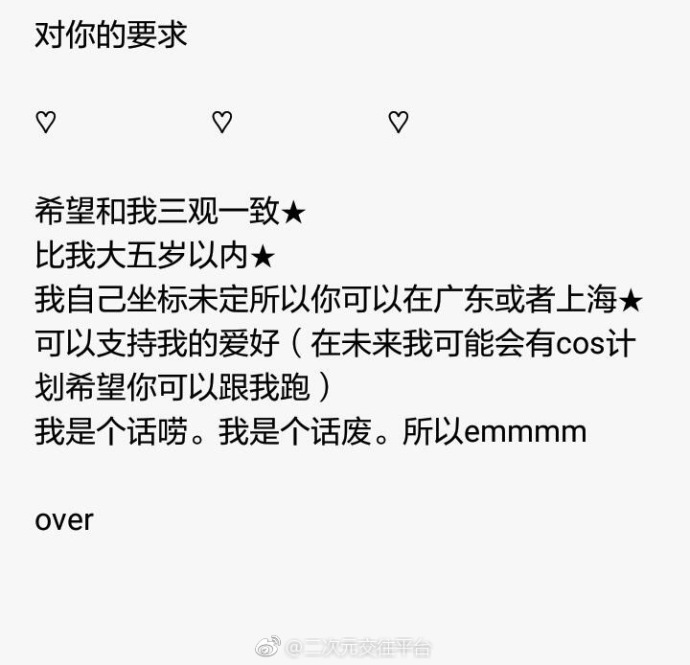 对你的要求
♡ ♡ ♡
希望和我三观一致★
比我大五岁以内★
我自己坐标未定所以你可以在广东或者上海★
可以支持我的爱好（在未来我可能会有cos计
划希望你可以跟我跑）
我是个话唠。我是个话废。所以emmmm
over
@二次元交往平台